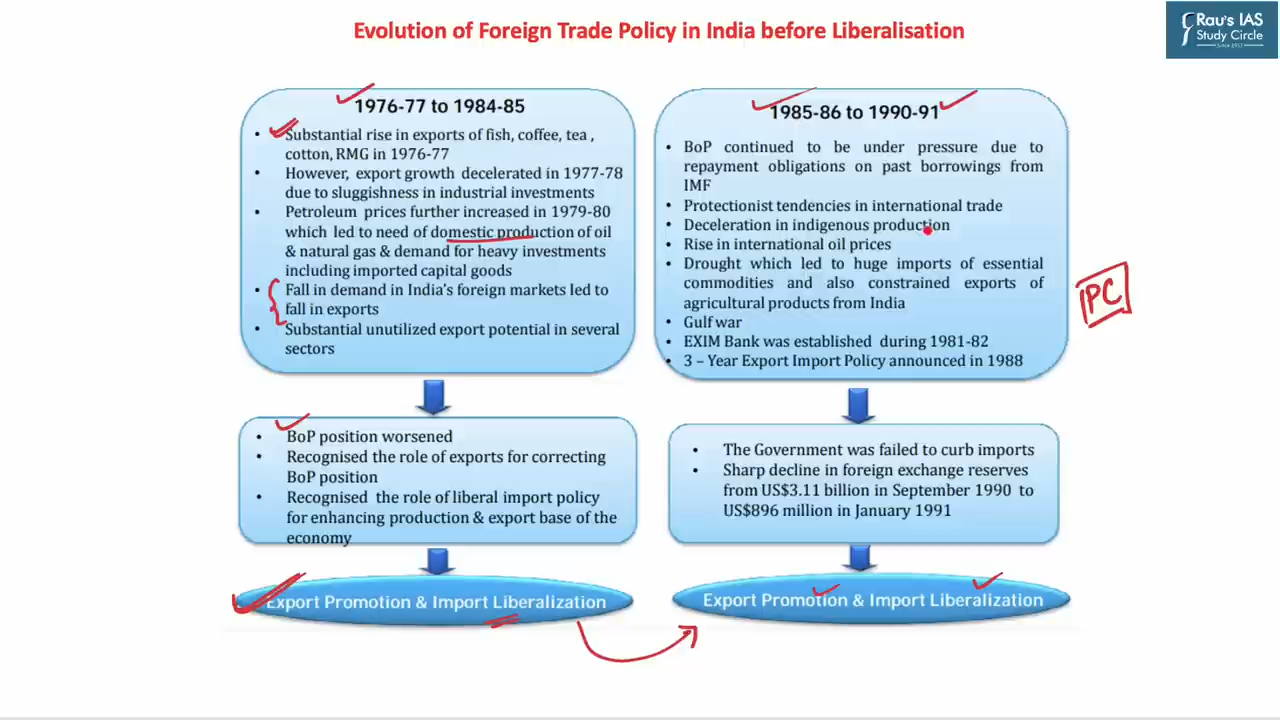 Evolution of Foreign Trade Policy in India before Liberalisation
Rau's IAS
Study Circle
Since 1953
1976-77 to 1984-85
• Substantial rise in exports of fish, coffee, tea ,
cotton, RMG in 1976-77
• However, export growth decelerated in 1977-78
due to sluggishness in industrial investments
• Petroleum prices further increased in 1979-80
which led to need of domestic production of oil
& natural gas & demand for heavy investments
including imported capital goods
• Fall in demand in India's foreign markets led to
fall in exports
• Substantial unutilized export potential in several
sectors
• BoP position worsened
• Recognised the role of exports for correcting
BoP position
• Recognised the role of liberal import policy
for enhancing production & export base of the
economy
Export Promotion & Import Liberalization
1985-86 to 1990-91
• BoP continued to be under pressure due to
repayment obligations on past borrowings from
IMF
• Protectionist tendencies in international trade
• Deceleration in indigenous production
• Rise in international oil prices
• Drought which led to huge imports of essential
commodities and also constrained exports of
agricultural products from India
• Gulf war
• EXIM Bank was established during 1981-82
• 3 – Year Export Import Policy announced in 1988
• The Government was failed to curb imports
• Sharp decline in foreign exchange reserves
from US$3.11 billion in September 1990 to
US$896 million in January 1991
Export Promotion & Import Liberalization
PC